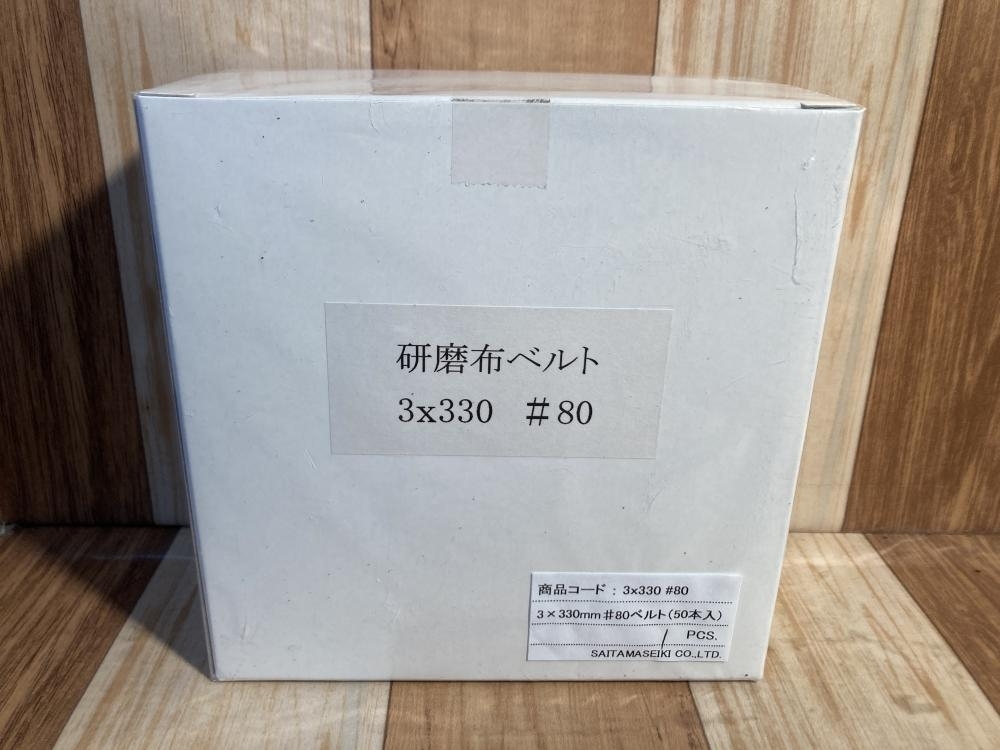 研磨布ベルト
3x330 #80
商品コード : 3x330 #80
3×330mm#80ベルト(50本入)
/ PCS.
SAITAMASEIKI CO.,LTD.